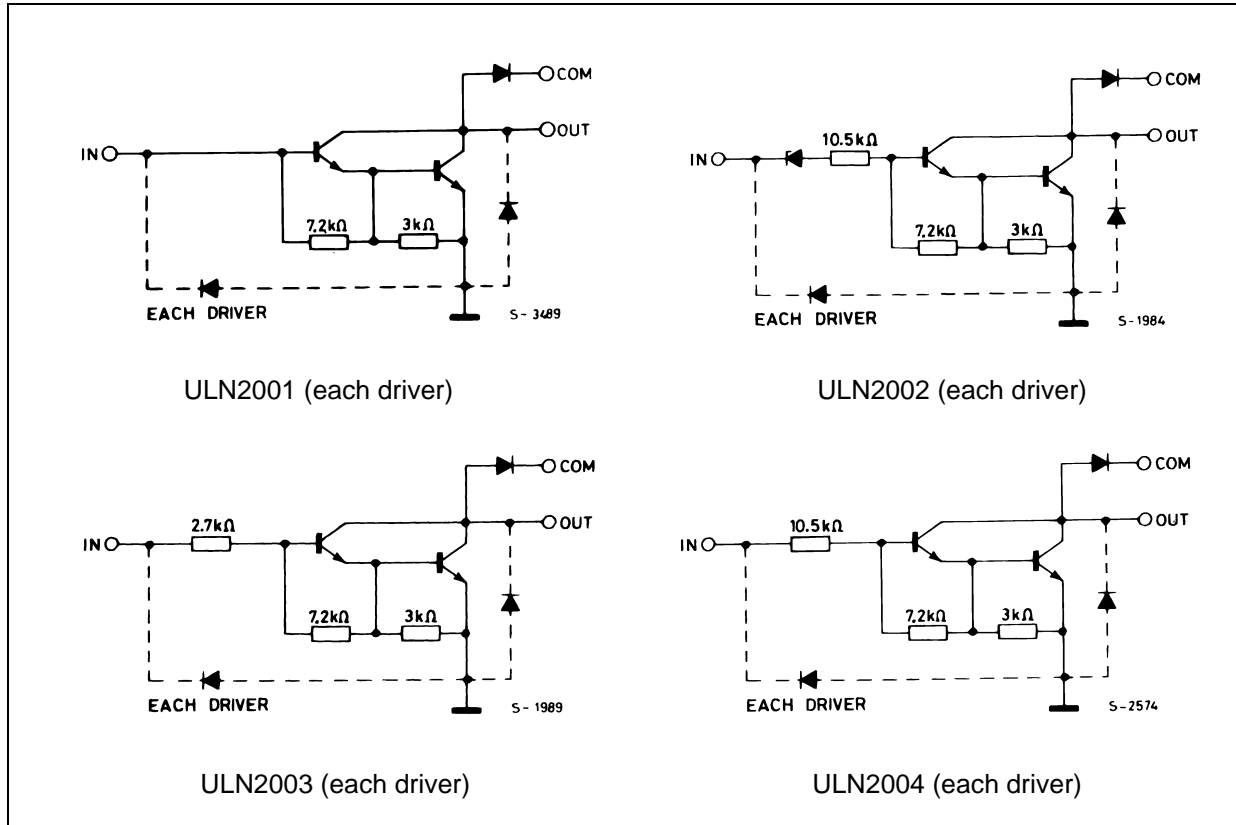 COM
OUT
IN
7.2kΩ 3kΩ
EACH DRIVER
S- 3489
ULN2001 (each driver)
COM
OUT
10.5kΩ
IN
7.2kΩ 3kΩ
EACH DRIVER
S-1984
ULN2002 (each driver)
COM
OUT
2.7kΩ
IN
7.2kΩ 3kΩ
EACH DRIVER
S-1989
ULN2003 (each driver)
COM
OUT
10.5kΩ
IN
7.2kΩ 3kΩ
EACH DRIVER
S-2574
ULN2004 (each driver)